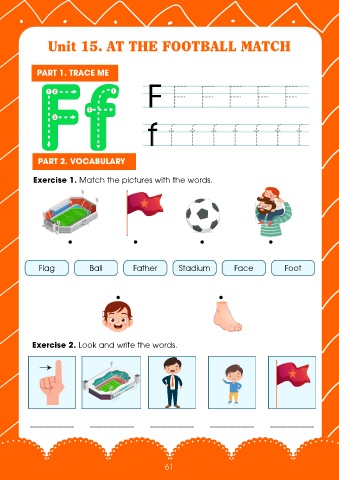 Unit 15. AT THE FOOTBALL MATCH
PART 1. TRACE ME
F f
F F F F F F
f f f f f f f
PART 2. VOCABULARY
Exercise 1. Match the pictures with the words.
Flag Ball Father Stadium Face Foot
Exercise 2. Look and write the words.
61